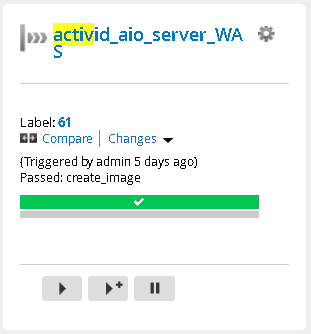 activid_aio_server_WA
S
Label: 61
Compare Changes
(Triggered by admin 5 days ago)
Passed: create_image